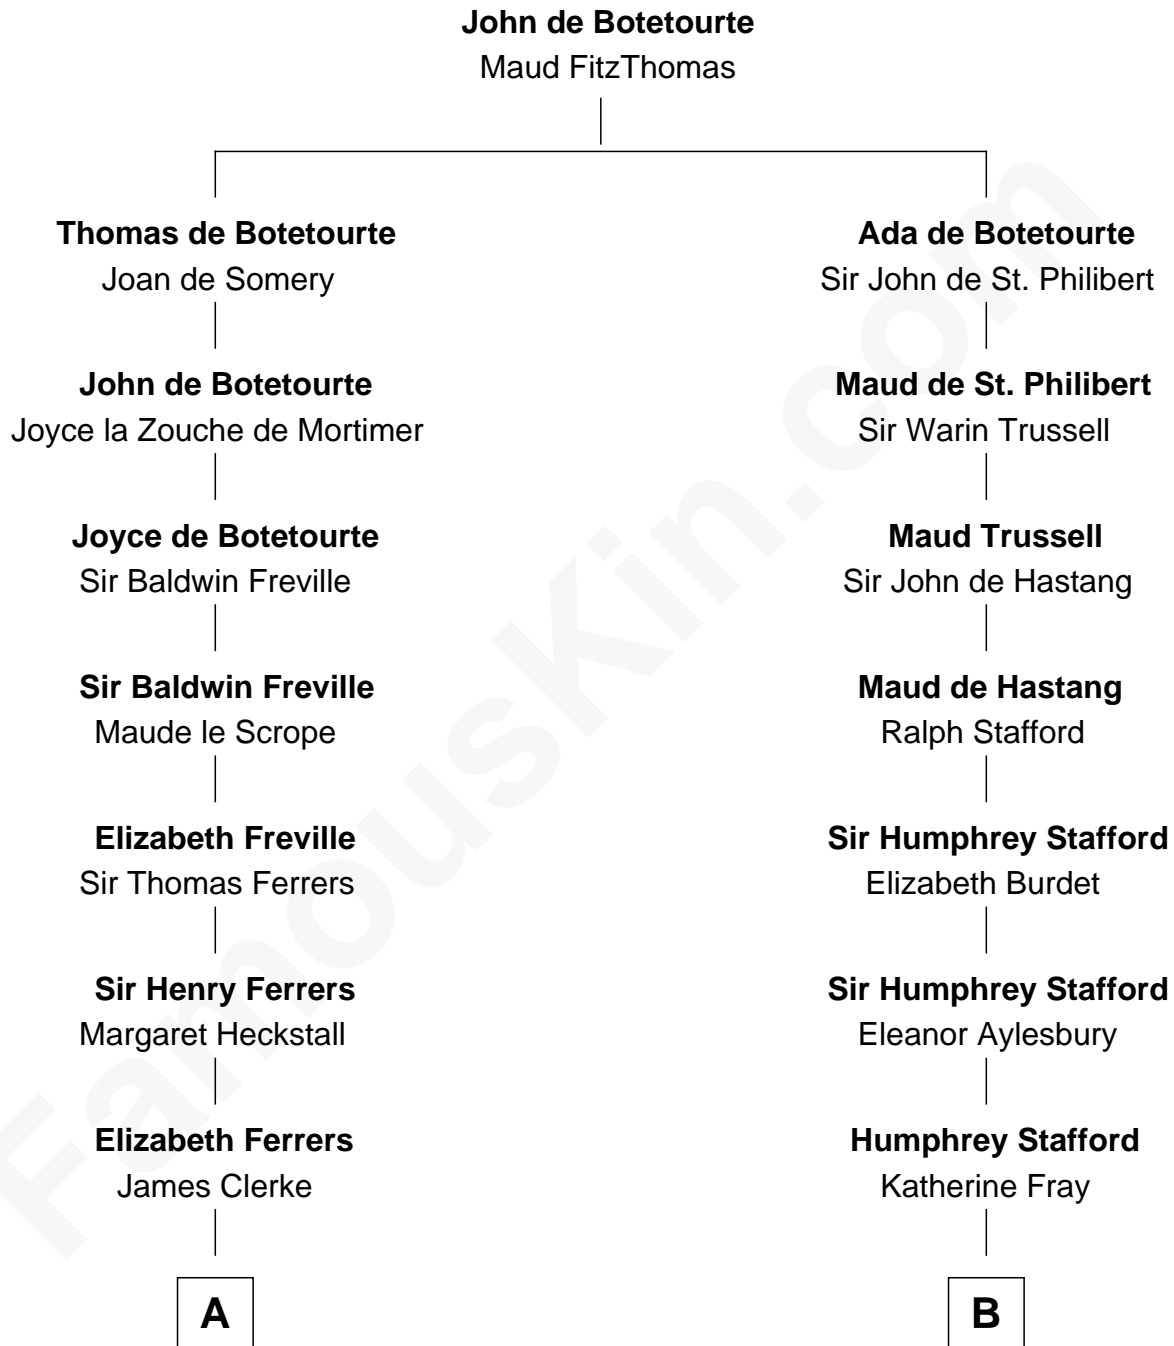 John de Botetourte
Maud FitzThomas
Thomas de Botetourte
Joan de Somery
Ada de Botetourte
Sir John de St. Philibert
John de Botetourte
Joyce la Zouche de Mortimer
Maud de St. Philibert
Sir Warin Trussell
Joyce de Botetourte
Sir Baldwin Freville
Maud Trussell
Sir John de Hastang
Sir Baldwin Freville
Maude le Scrope
Maud de Hastang
Ralph Stafford
Elizabeth Freville
Sir Thomas Ferrers
Sir Humphrey Stafford
Elizabeth Burdet
Sir Henry Ferrers
Margaret Heckstall
Sir Humphrey Stafford
Eleanor Aylesbury
Elizabeth Ferrers
James Clerke
Humphrey Stafford
Katherine Fray
A
B
FamousKin.com